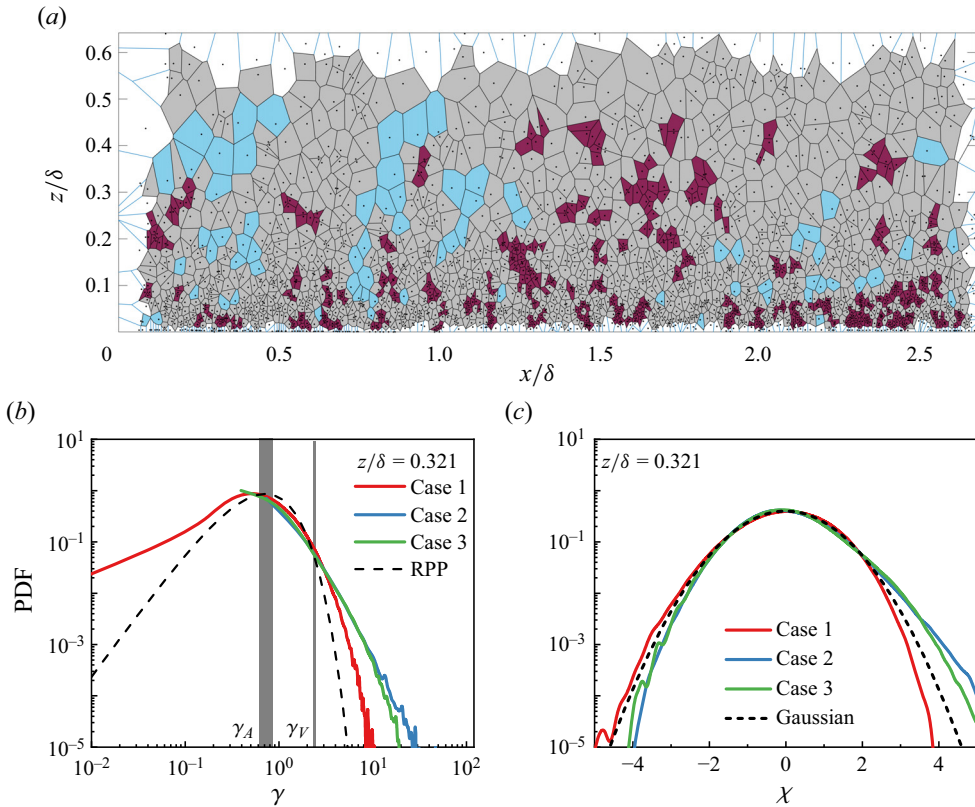 (a)
0.6
0.5
0.4
z/δ
0.3
0.2
0.1
0
0.5
1.0
1.5
2.0
2.5
x/δ
(b)
10^1
z/δ = 0.321
Case 1
Case 2
Case 3
RPP
10^-1
PDF
10^-3
γ_A
γ_V
10^-5
10^-2
10^-1
10^0
10^1
10^2
γ
(c)
10^1
z/δ = 0.321
10^-1
10^-3
Case 1
Case 2
Case 3
Gaussian
10^-5
−4
−2
0
2
4
χ